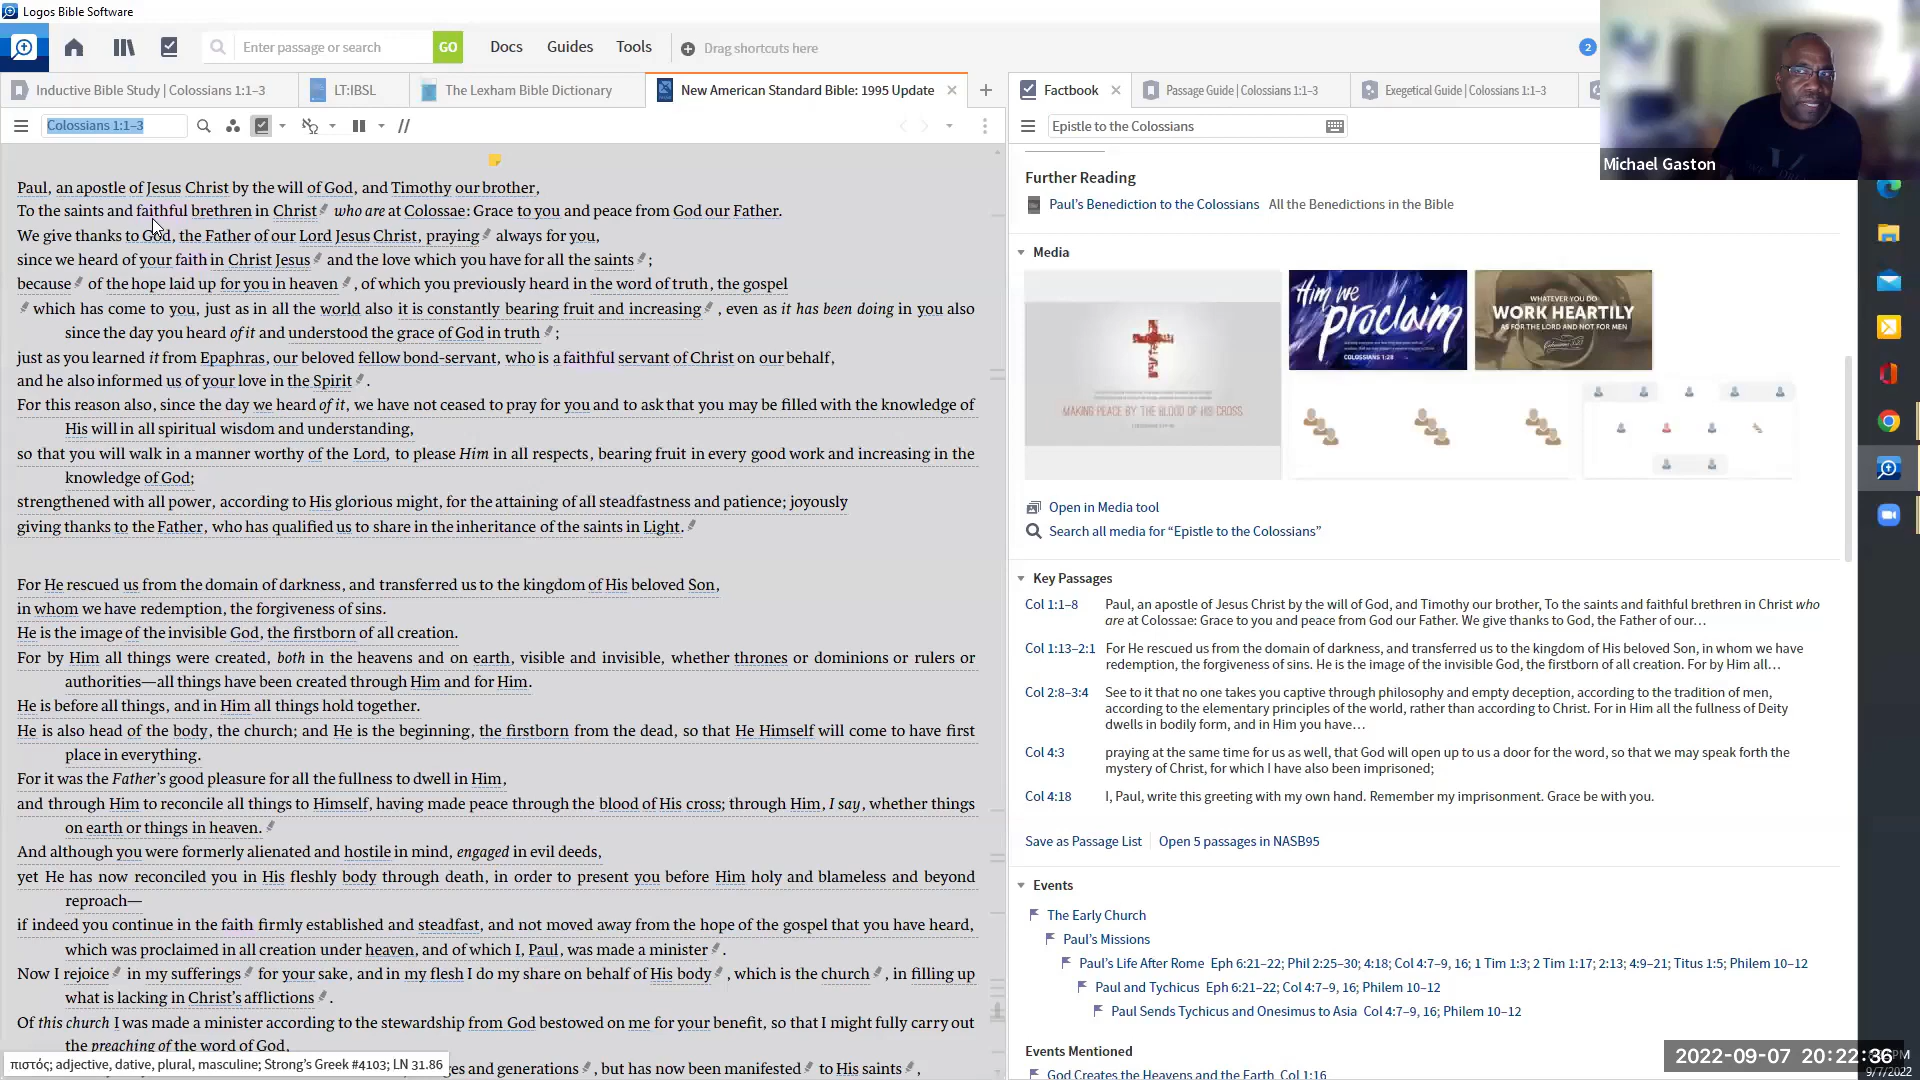 Logos Bible Software
Enter passage or search
GO
Docs
Guides
Tools
Drag shortcuts here
2
Inductive Bible Study | Colossians 1:1–3
LT:IBSL
The Lexham Bible Dictionary
New American Standard Bible: 1995 Update
Colossians 1:1–3
Paul, an apostle of Jesus Christ by the will of God, and Timothy our brother,
To the saints and faithful brethren in Christ who are at Colossae: Grace to you and peace from God our Father.
We give thanks to God, the Father of our Lord Jesus Christ, praying always for you,
since we heard of your faith in Christ Jesus and the love which you have for all the saints ;
because of the hope laid up for you in heaven , of which you previously heard in the word of truth, the gospel
which has come to you, just as in all the world also it is constantly bearing fruit and increasing , even as it has been doing in you also
since the day you heard of it and understood the grace of God in truth ;
just as you learned it from Epaphras, our beloved fellow bond-servant, who is a faithful servant of Christ on our behalf,
and he also informed us of your love in the Spirit .
For this reason also, since the day we heard of it, we have not ceased to pray for you and to ask that you may be filled with the knowledge of
His will in all spiritual wisdom and understanding,
so that you will walk in a manner worthy of the Lord, to please Him in all respects, bearing fruit in every good work and increasing in the
knowledge of God;
strengthened with all power, according to His glorious might, for the attaining of all steadfastness and patience; joyously
giving thanks to the Father, who has qualified us to share in the inheritance of the saints in Light.
For He rescued us from the domain of darkness, and transferred us to the kingdom of His beloved Son,
in whom we have redemption, the forgiveness of sins.
He is the image of the invisible God, the firstborn of all creation.
For by Him all things were created, both in the heavens and on earth, visible and invisible, whether thrones or dominions or rulers or
authorities—all things have been created through Him and for Him.
He is before all things, and in Him all things hold together.
He is also head of the body, the church; and He is the beginning, the firstborn from the dead, so that He Himself will come to have first
place in everything.
For it was the Father's good pleasure for all the fullness to dwell in Him,
and through Him to reconcile all things to Himself, having made peace through the blood of His cross; through Him, I say, whether things
on earth or things in heaven.
And although you were formerly alienated and hostile in mind, engaged in evil deeds,
yet He has now reconciled you in His fleshly body through death, in order to present you before Him holy and blameless and beyond
reproach—
if indeed you continue in the faith firmly established and steadfast, and not moved away from the hope of the gospel that you have heard,
which was proclaimed in all creation under heaven, and of which I, Paul, was made a minister .
Now I rejoice in my sufferings for your sake, and in my flesh I do my share on behalf of His body , which is the church , in filling up
what is lacking in Christ's afflictions .
Of this church I was made a minister according to the stewardship from God bestowed on me for your benefit, so that I might fully carry out
the preaching of the word of God,
ges and generations , but has now been manifested to His saints ,
πιστός; adjective, dative, plural, masculine; Strong's Greek #4103; LN 31.86
Factbook
Passage Guide | Colossians 1:1–3
Exegetical Guide | Colossians 1:1–3
Epistle to the Colossians
Further Reading
Paul's Benediction to the Colossians All the Benedictions in the Bible
Media
MAKING PEACE BY THE BLOOD OF HIS CROSS
Him we
proclaim
COLOSSIANS 1:28
WHATEVER YOU DO
WORK HEARTILY
AS FOR THE LORD AND NOT FOR MEN
Open in Media tool
Search all media for “Epistle to the Colossians”
Key Passages
Col 1:1–8 Paul, an apostle of Jesus Christ by the will of God, and Timothy our brother, To the saints and faithful brethren in Christ who
are at Colossae: Grace to you and peace from God our Father. We give thanks to God, the Father of our…
Col 1:13–2:1 For He rescued us from the domain of darkness, and transferred us to the kingdom of His beloved Son, in whom we have
redemption, the forgiveness of sins. He is the image of the invisible God, the firstborn of all creation. For by Him all…
Col 2:8–3:4 See to it that no one takes you captive through philosophy and empty deception, according to the tradition of men,
according to the elementary principles of the world, rather than according to Christ. For in Him all the fullness of Deity
dwells in bodily form, and in Him you have…
Col 4:3 praying at the same time for us as well, that God will open up to us a door for the word, so that we may speak forth the
mystery of Christ, for which I have also been imprisoned;
Col 4:18 I, Paul, write this greeting with my own hand. Remember my imprisonment. Grace be with you.
Save as Passage List Open 5 passages in NASB95
Events
The Early Church
Paul's Missions
Paul's Life After Rome Eph 6:21–22; Phil 2:25–30; 4:18; Col 4:7–9, 16; 1 Tim 1:3; 2 Tim 1:17; 2:13; 4:9–21; Titus 1:5; Philem 10–12
Paul and Tychicus Eph 6:21–22; Col 4:7–9, 16; Philem 10–12
Paul Sends Tychicus and Onesimus to Asia Col 4:7–9, 16; Philem 10–12
Events Mentioned
God Creates the Heavens and the Earth Col 1:16
Michael Gaston
2022-09-07 20:22:36
PM
9/7/2022